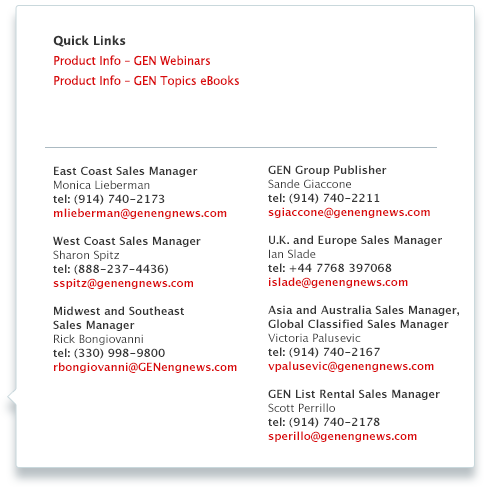 Quick Links
Product Info – GEN Webinars
Product Info – GEN Topics eBooks
East Coast Sales Manager
Monica Lieberman
tel: (914) 740-2173
mlieberman@genengnews.com
West Coast Sales Manager
Sharon Spitz
tel: (888-237-4436)
sspitz@genengnews.com
Midwest and Southeast
Sales Manager
Rick Bongiovanni
tel: (330) 998-9800
rbongiovanni@GENengnews.com
GEN Group Publisher
Sande Giaccone
tel: (914) 740-2211
sgiaccone@genengnews.com
U.K. and Europe Sales Manager
Ian Slade
tel: +44 7768 397068
islade@genengnews.com
Asia and Australia Sales Manager,
Global Classified Sales Manager
Victoria Palusevic
tel: (914) 740-2167
vpalusevic@genengnews.com
GEN List Rental Sales Manager
Scott Perrillo
tel: (914) 740-2178
sperillo@genengnews.com